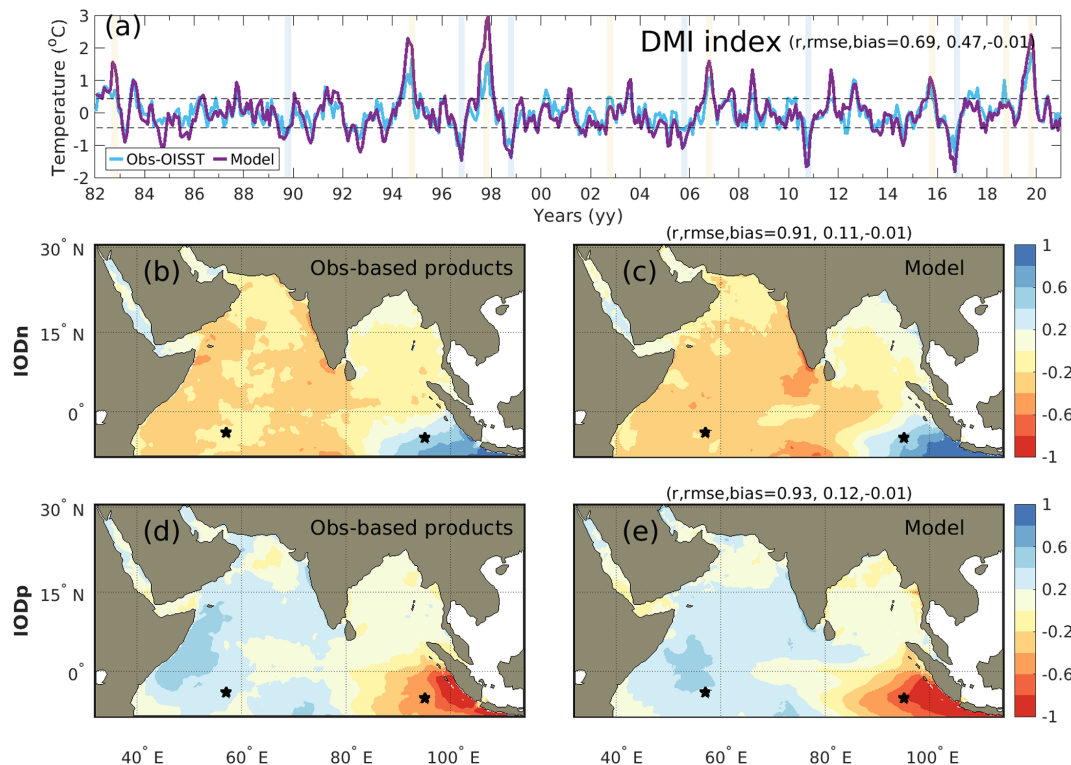 (a)
DMI index (r,rmse,bias=0.69, 0.47,-0.01)
Temperature (°C)
3
2
1
0
-1
-2
Obs-OISST Model
82 84 86 88 90 92 94 95 98 99 00 02 04 06 08 10 12 14 16 17 19 20
Years (yy)
(r,rmse,bias=0.91, 0.11,-0.01)
IODn
30° N
15° N
0°
(b)
Obs-based products
(c)
Model
1
0.6
0.2
-0.2
-0.6
-1
(r,rmse,bias=0.93, 0.12,-0.01)
IODp
30° N
15° N
0°
(d)
Obs-based products
(e)
Model
1
0.6
0.2
-0.2
-0.6
-1
40° E 60° E 80° E 100° E 40° E 60° E 80° E 100° E